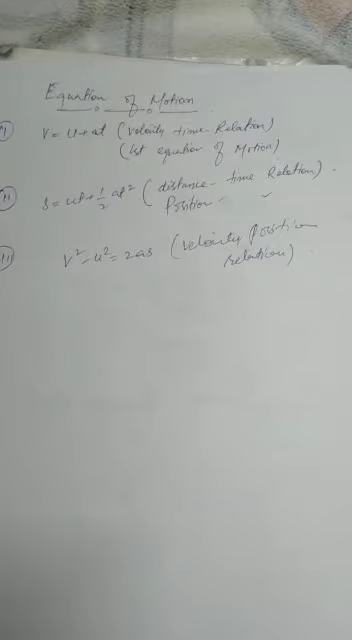 Equation of Motion
I V = u + at (Velocity time - Relation)
(Ist equation of Motion)
II S = ut + 1/2 at² (distance - time Relation) .
Position -
III V² - u² = 2as (velocity Position
relation)